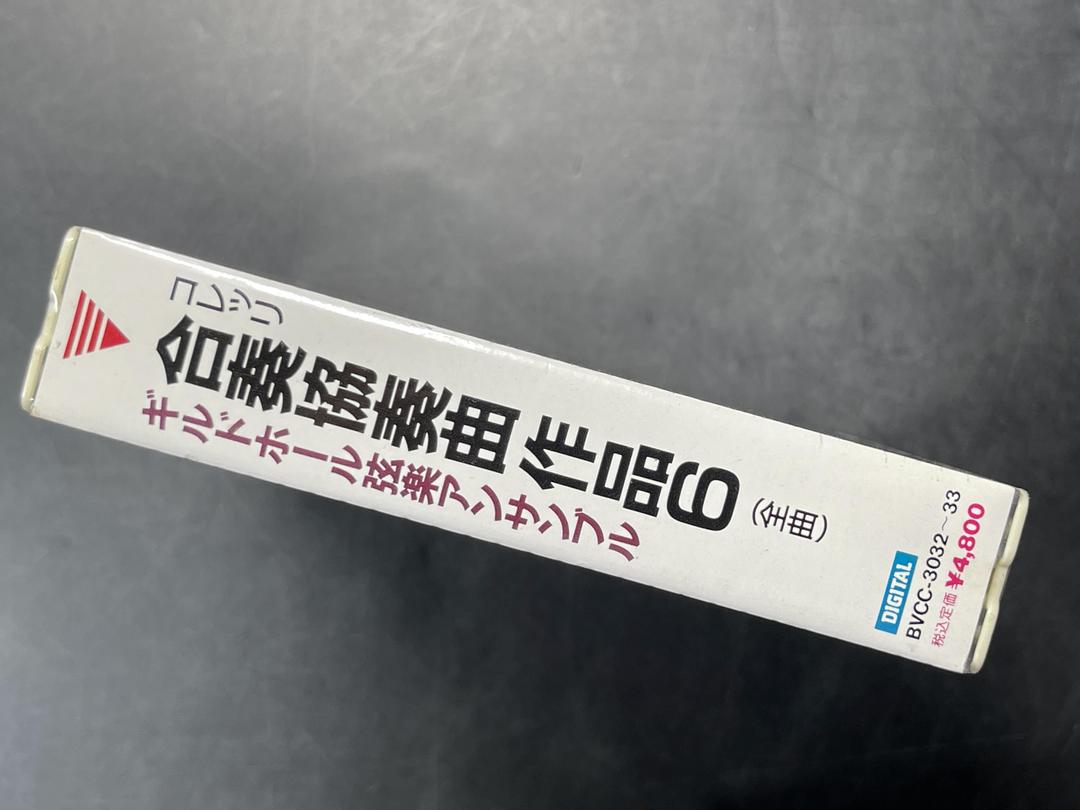 コレッリ
合奏協奏曲 作品6 (全曲)
ギルドホール弦楽アンサンブル
DIGITAL
BVCC-3032~33
税込定価 ¥4,800